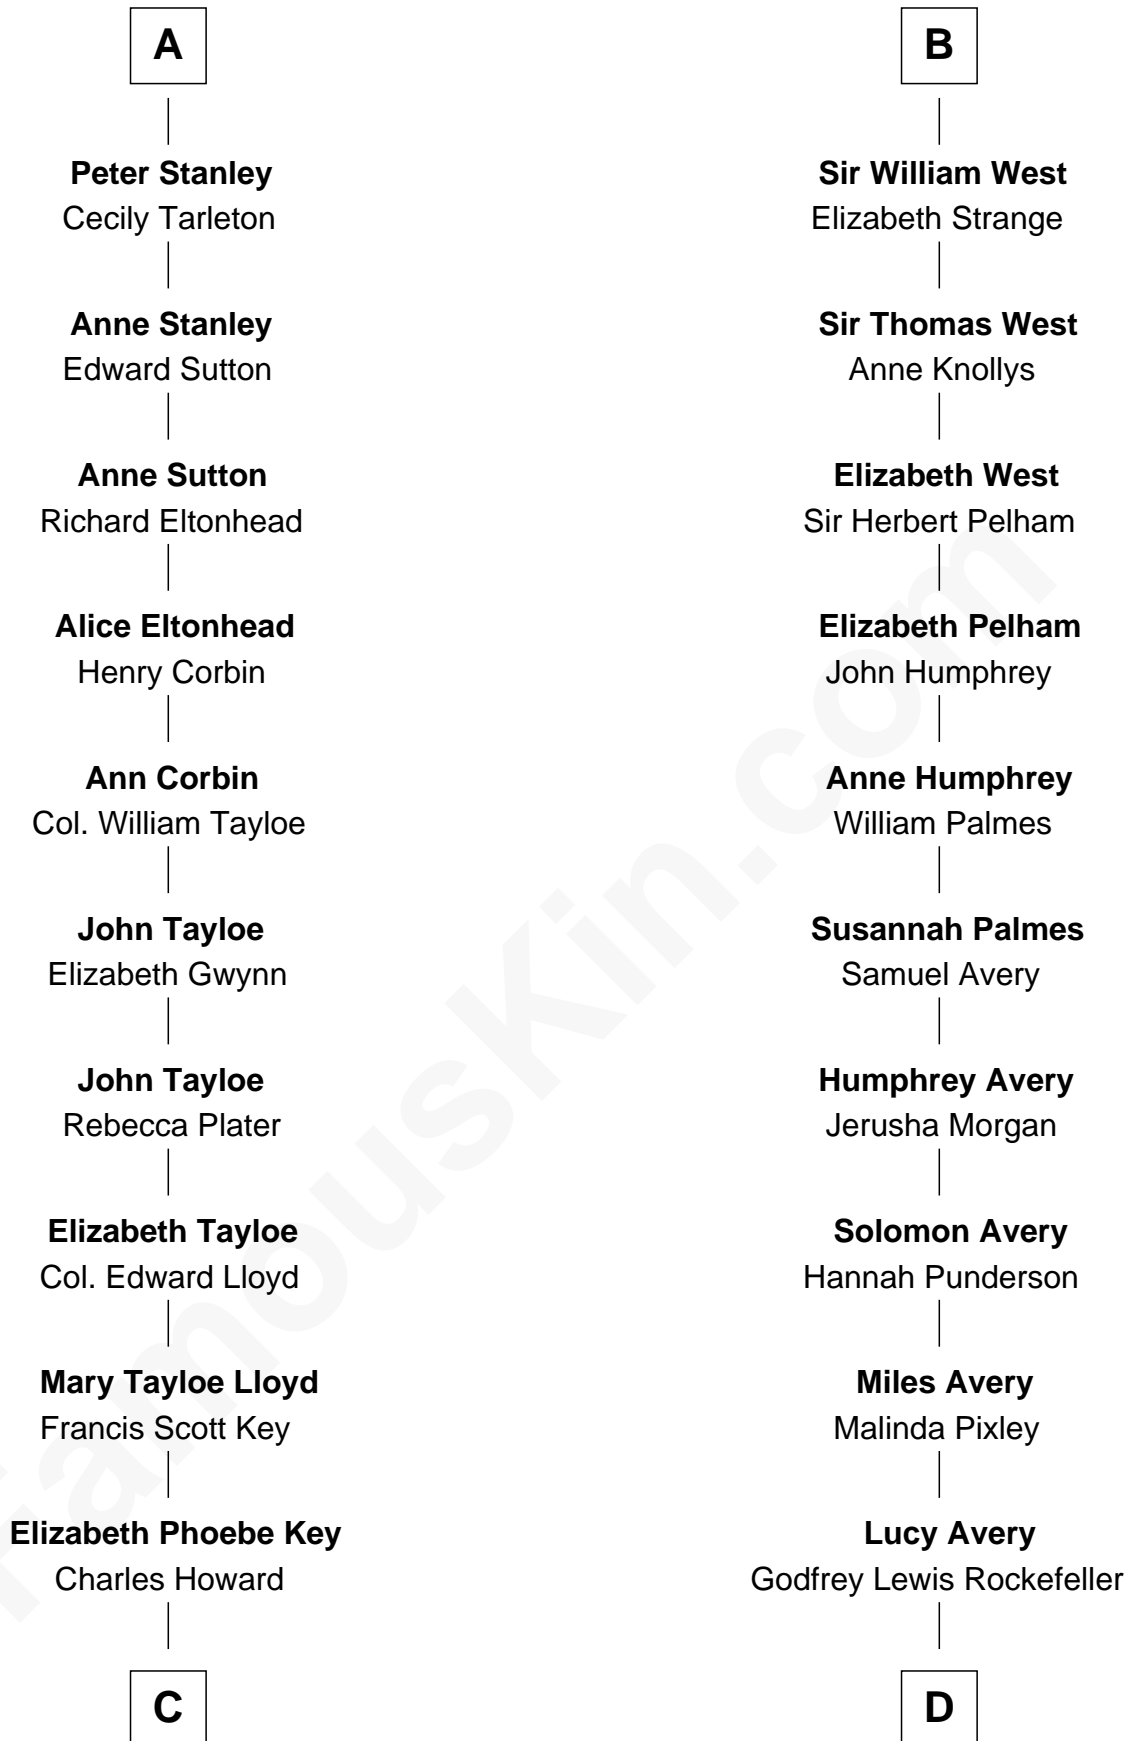 A
Peter Stanley
Cecily Tarleton
Anne Stanley
Edward Sutton
Anne Sutton
Richard Eltonhead
Alice Eltonhead
Henry Corbin
Ann Corbin
Col. William Tayloe
John Tayloe
Elizabeth Gwynn
John Tayloe
Rebecca Plater
Elizabeth Tayloe
Col. Edward Lloyd
Mary Tayloe Lloyd
Francis Scott Key
Elizabeth Phoebe Key
Charles Howard
C
B
Sir William West
Elizabeth Strange
Sir Thomas West
Anne Knollys
Elizabeth West
Sir Herbert Pelham
Elizabeth Pelham
John Humphrey
Anne Humphrey
William Palmes
Susannah Palmes
Samuel Avery
Humphrey Avery
Jerusha Morgan
Solomon Avery
Hannah Punderson
Miles Avery
Malinda Pixley
Lucy Avery
Godfrey Lewis Rockefeller
D
FamousKin.com